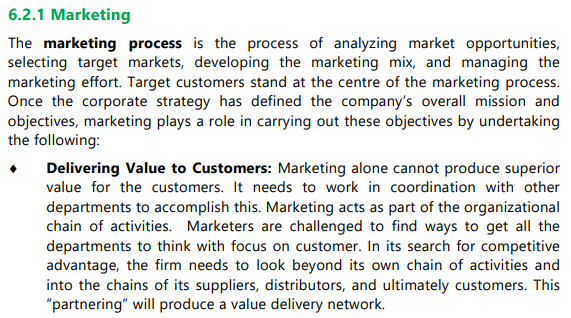 6.2.1 Marketing
The marketing process is the process of analyzing market opportunities,
selecting target markets, developing the marketing mix, and managing the
marketing effort. Target customers stand at the centre of the marketing process.
Once the corporate strategy has defined the company’s overall mission and
objectives, marketing plays a role in carrying out these objectives by undertaking
the following:
♦ Delivering Value to Customers: Marketing alone cannot produce superior
value for the customers. It needs to work in coordination with other
departments to accomplish this. Marketing acts as part of the organizational
chain of activities. Marketers are challenged to find ways to get all the
departments to think with focus on customer. In its search for competitive
advantage, the firm needs to look beyond its own chain of activities and
into the chains of its suppliers, distributors, and ultimately customers. This
“partnering” will produce a value delivery network.